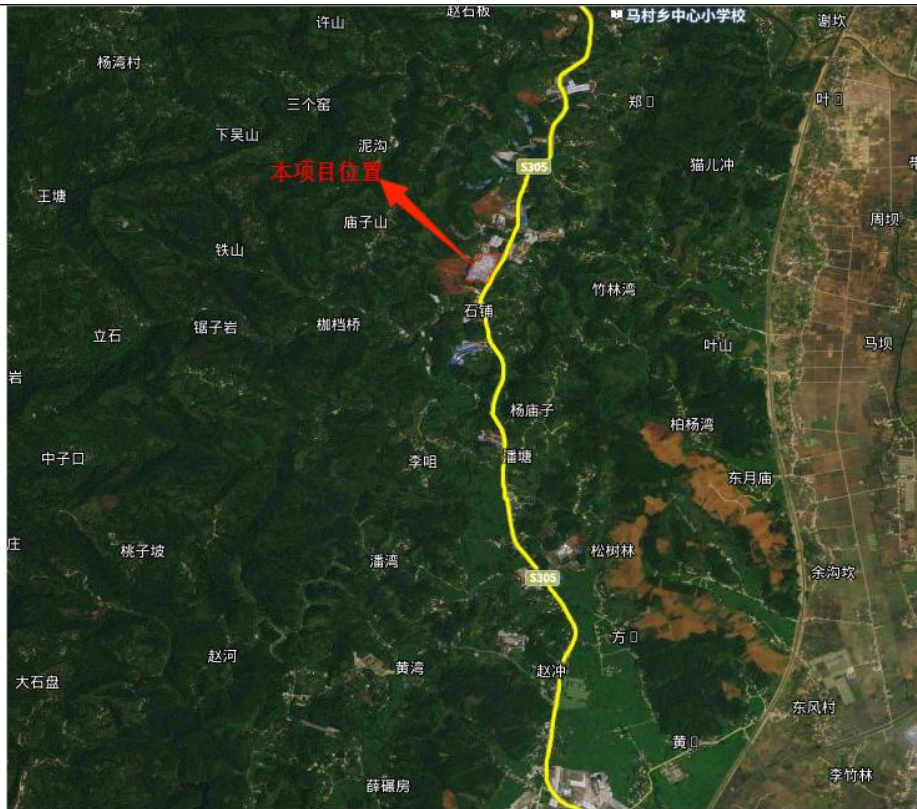 赵石板
马村乡中心小学校
许山
谢坎
杨湾村
三个窑
郑
叶
下吴山
泥沟
S305
猫儿冲
本项目位置
王塘
庙子山
周坝
铁山
竹林湾
石铺
锯子岩
枷档桥
立石
叶山
马坝
岩
杨庙子
柏杨湾
中子口
李咀
潘塘
东月庙
庄
桃子坡
潘湾
松树林
余沟坎
S305
方
赵河
黄湾
赵冲
大石盘
东风村
黄
李竹林
薛碾房